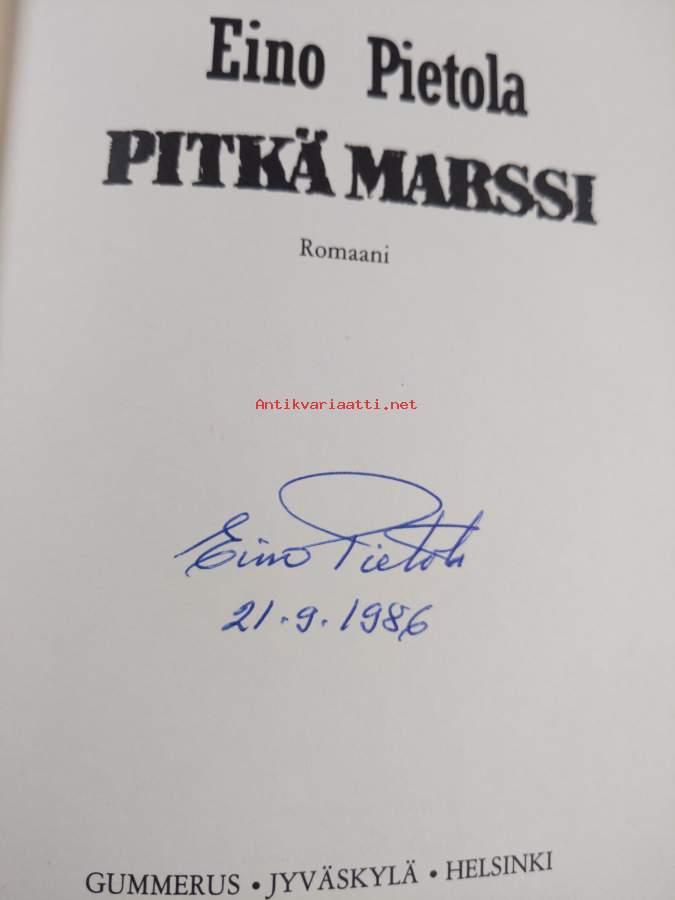 Eino Pietola
PITKÄ MARSSI
Romaani
Antikvariaatti.net
Eino Pietola
21.9.1986
GUMMERUS • JYVÄSKYLÄ • HELSINKI